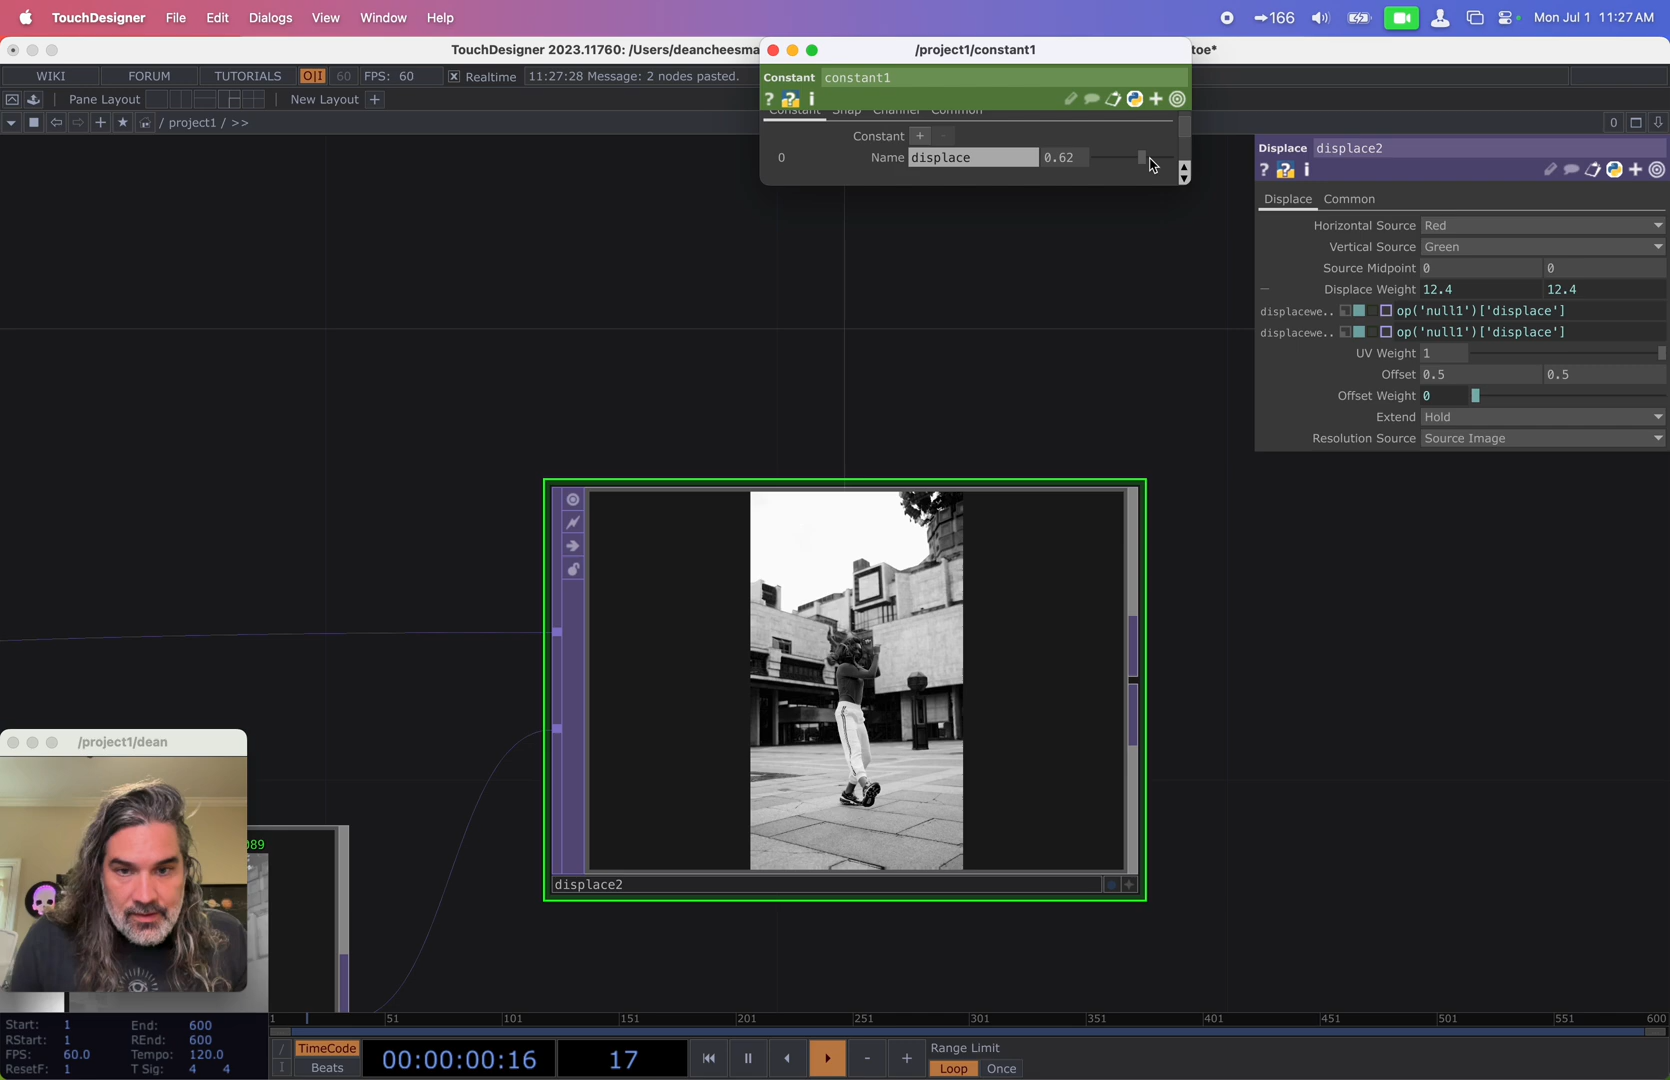 TouchDesigner File Edit Dialogs View Window Help
166 Mon Jul 1 11:27 AM
TouchDesigner 2023.11760: /Users/deancheesma
/project1/constant1
toe*
WIKI FORUM TUTORIALS O|I 60 FPS: 60 X Realtime 11:27:28 Message: 2 nodes pasted.
Constant constant1
Pane Layout New Layout +
? ? i
Constant Snap Channel Common
/ project1 / >>
0
Constant + -
0 Name displace 0.62
Displace displace2
? ? i
Displace Common
Horizontal Source Red
Vertical Source Green
Source Midpoint 0 0
Displace Weight 12.4 12.4
displacewe.. op('null1')['displace']
displacewe.. op('null1')['displace']
UV Weight 1
Offset 0.5 0.5
Offset Weight 0
Extend Hold
Resolution Source Source Image
displace2
/project1/dean
089
Start: 1 End: 600
RStart: 1 REnd: 600
FPS: 60.0 Tempo: 120.0
ResetF: 1 T Sig: 4 4
1 51 101 151 201 251 301 351 401 451 501 551 600
/ TimeCode 00:00:00:16 17 - + Range Limit
I Beats Loop Once